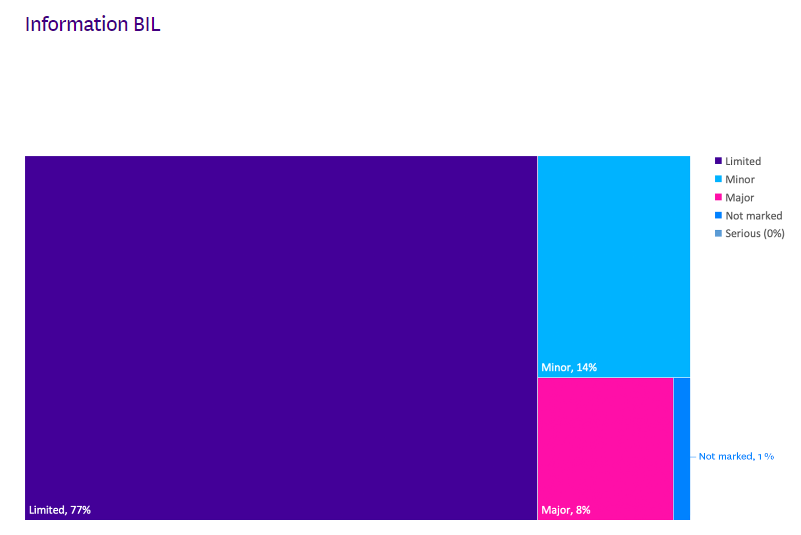 Information BIL
Limited
Minor
Major
Not marked
Serious (0%)
Minor, 14%
Not marked, 1%
Limited, 77%
Major, 8%